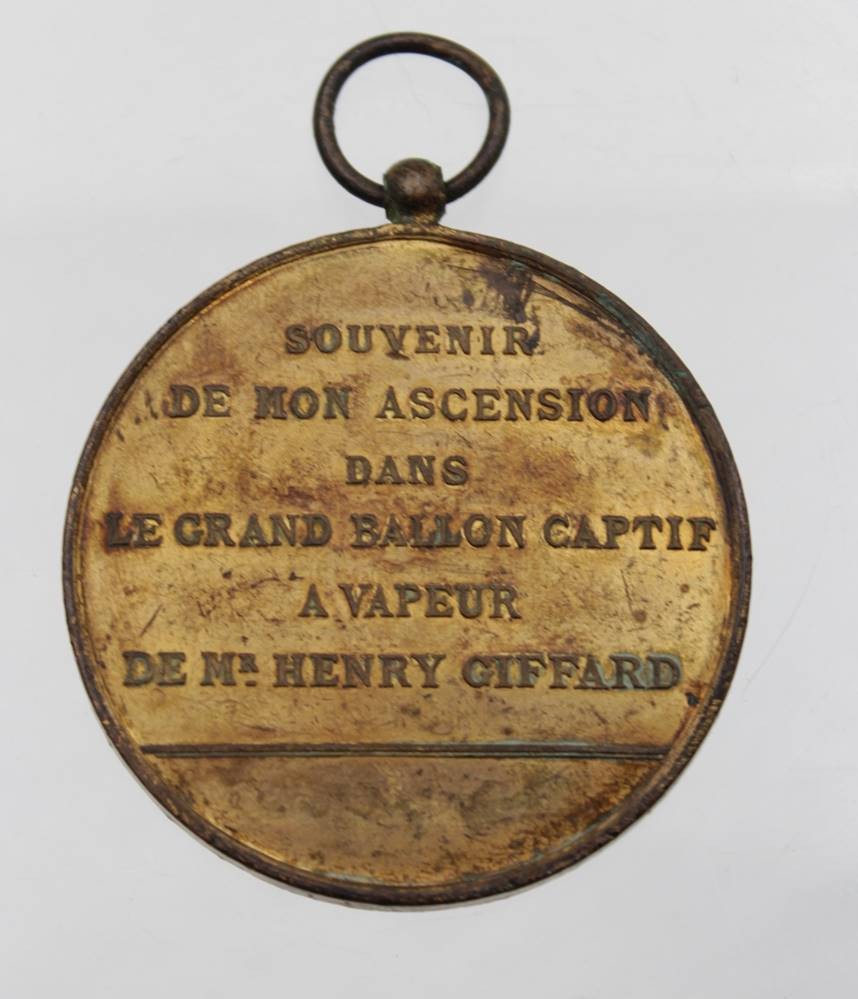 SOUVENIR
DE MON ASCENSION
DANS
LE GRAND BALLON CAPTIF
A VAPEUR
DE MR. HENRY GIFFARD